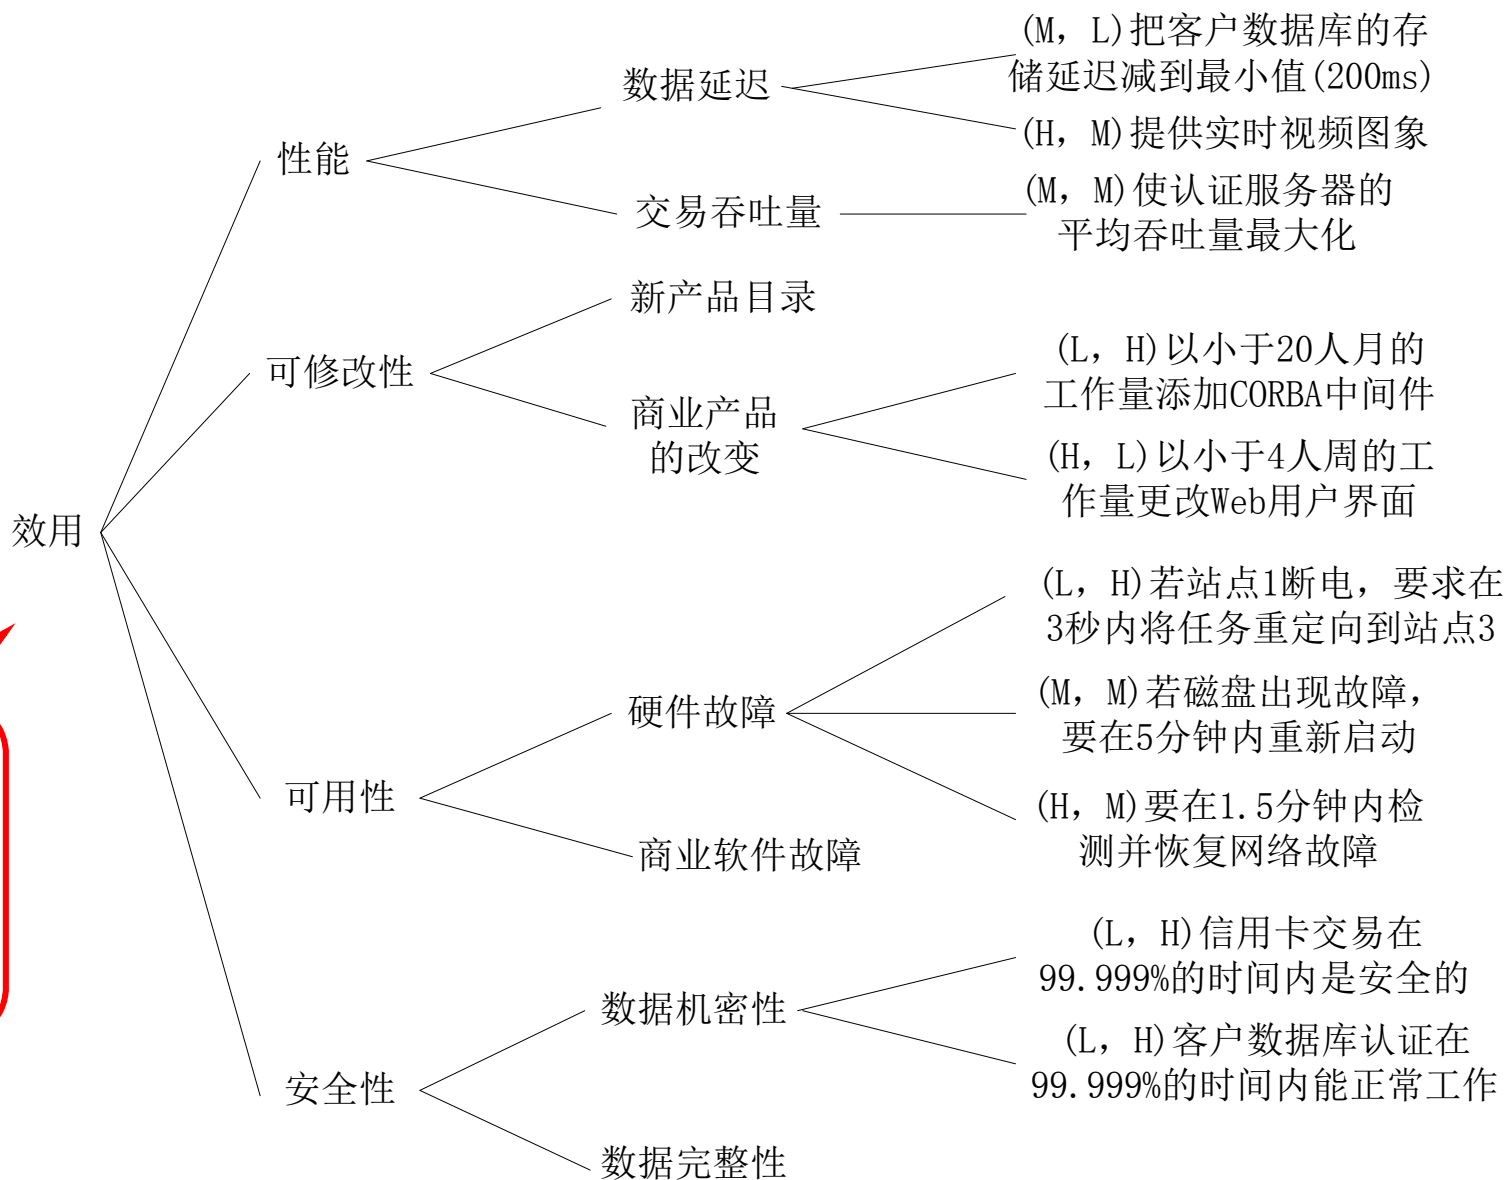 效用
性能
数据延迟
(M, L)把客户数据库的存
储延迟减到最小值(200ms)
(H, M)提供实时视频图象
交易吞吐量
(M, M)使认证服务器的
平均吞吐量最大化
可修改性
新产品目录
商业产品
的改变
(L, H)以小于20人月的
工作量添加CORBA中间件
(H, L)以小于4人周的工
作量更改Web用户界面
可用性
硬件故障
(L, H)若站点1断电，要求在
3秒内将任务重定向到站点3
(M, M)若磁盘出现故障，
要在5分钟内重新启动
(H, M)要在1.5分钟内检
测并恢复网络故障
商业软件故障
安全性
数据机密性
(L, H)信用卡交易在
99.999%的时间内是安全的
(L, H)客户数据库认证在
99.999%的时间内能正常工作
数据完整性